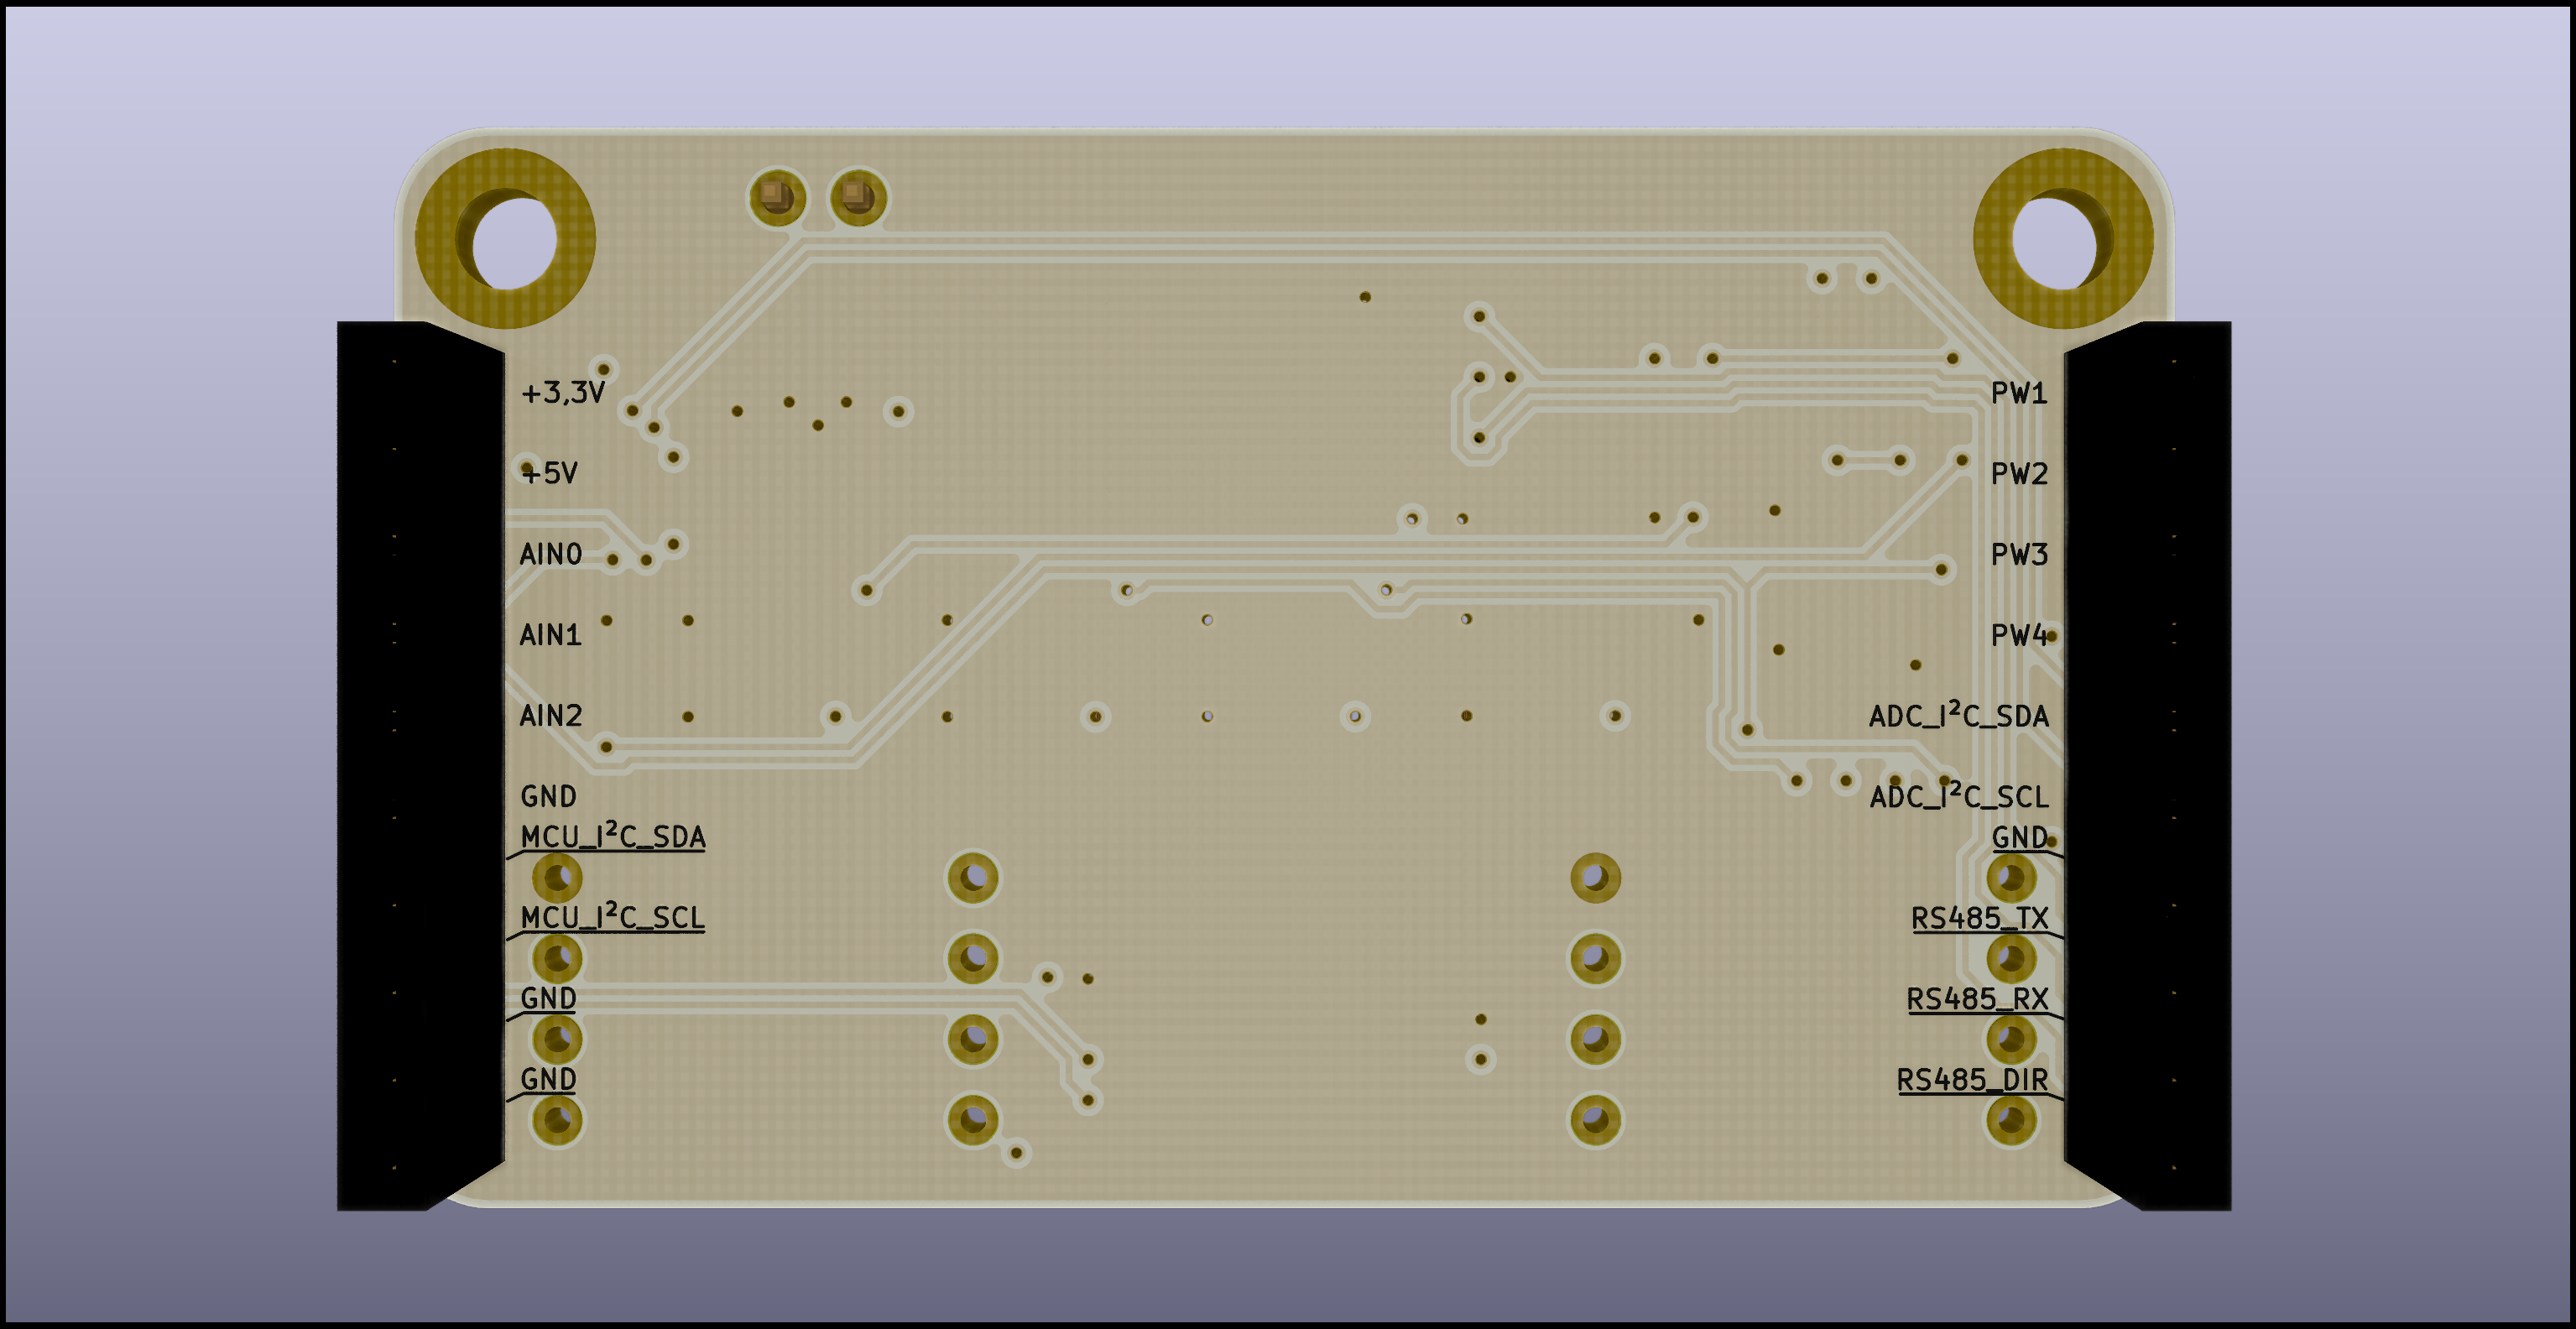 +3,3V
+5V
AIN0
AIN1
AIN2
GND
MCU_I²C_SDA
MCU_I²C_SCL
GND
GND
PW1
PW2
PW3
PW4
ADC_I²C_SDA
ADC_I²C_SCL
GND
RS485_TX
RS485_RX
RS485_DIR